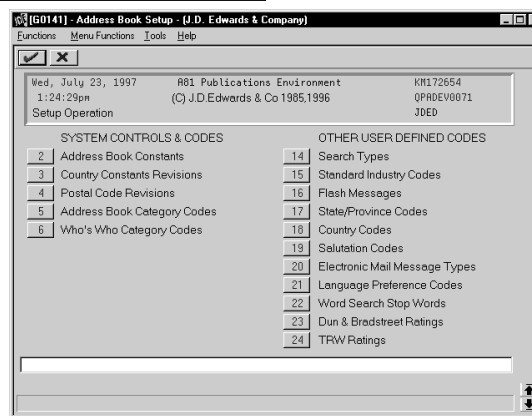 [G0141] - Address Book Setup - (J.D. Edwards & Company)
Functions Menu Functions Tools Help
Wed, July 23, 1997 A81 Publications Environment KM172654
1:24:29pm (C) J.D.Edwards & Co 1985,1996 QPADEV0071
Setup Operation JDED
SYSTEM CONTROLS & CODES OTHER USER DEFINED CODES
2 Address Book Constants 14 Search Types
3 Country Constants Revisions 15 Standard Industry Codes
4 Postal Code Revisions 16 Flash Messages
5 Address Book Category Codes 17 State/Province Codes
6 Who's Who Category Codes 18 Country Codes
19 Salutation Codes
20 Electronic Mail Message Types
21 Language Preference Codes
22 Word Search Stop Words
23 Dun & Bradstreet Ratings
24 TRW Ratings